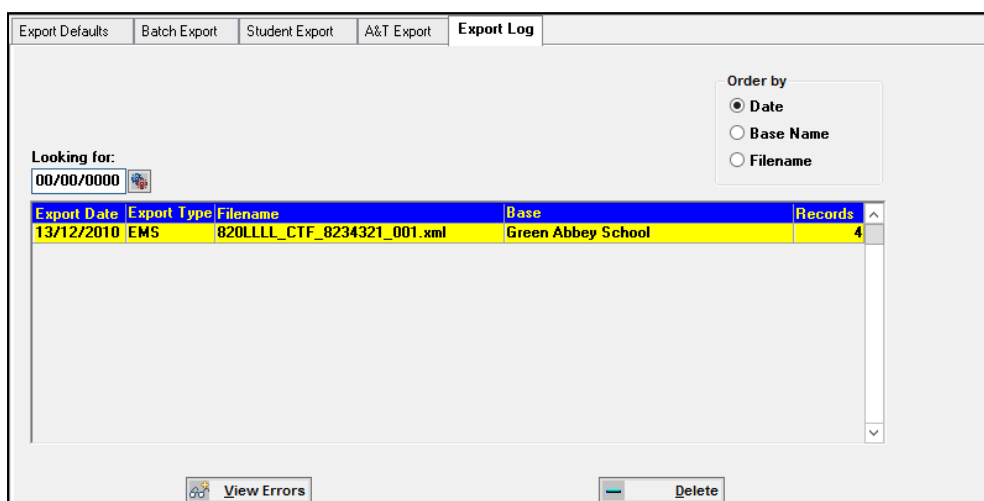 Export Defaults Batch Export Student Export A&T Export Export Log
Order by
Date
Base Name
Filename
Looking for:
00/00/0000
Export Date Export Type Filename Base Records
13/12/2010 EMS 820LLLL_CTF_8234321_001.xml Green Abbey School 4
View Errors Delete